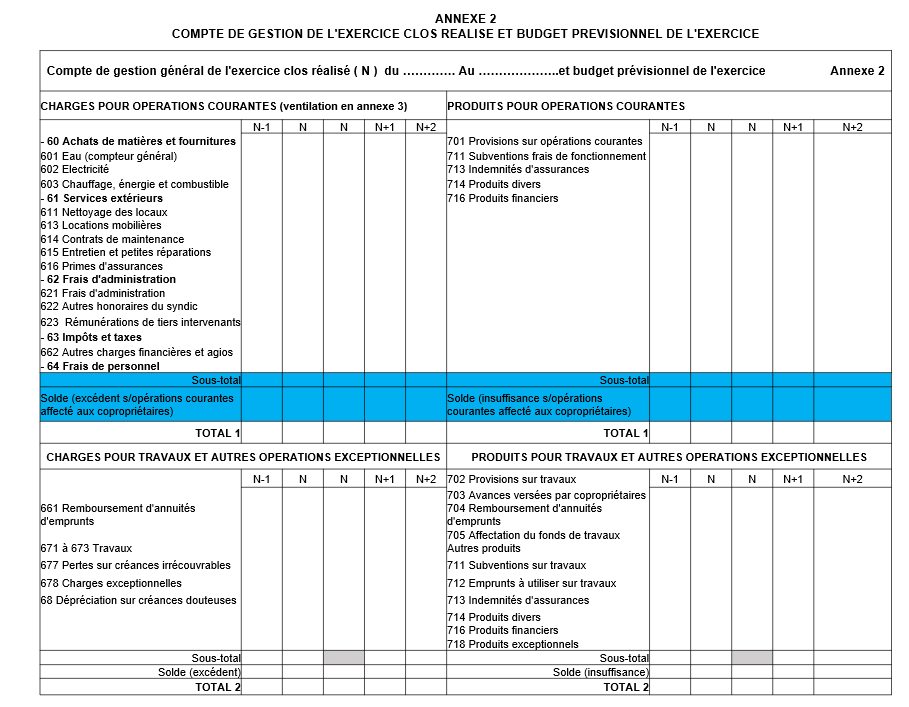 ANNEXE 2
COMPTE DE GESTION DE L'EXERCICE CLOS REALISE ET BUDGET PREVISIONNEL DE L'EXERCICE
Compte de gestion général de l'exercice clos réalisé ( N ) du …………. Au ………………..et budget prévisionnel de l'exercice Annexe 2
CHARGES POUR OPERATIONS COURANTES (ventilation en annexe 3)
N-1 N N N+1 N+2
- 60 Achats de matières et fournitures
601 Eau (compteur général)
602 Electricité
603 Chauffage, énergie et combustible
- 61 Services extérieurs
611 Nettoyage des locaux
613 Locations mobilières
614 Contrats de maintenance
615 Entretien et petites réparations
616 Primes d'assurances
- 62 Frais d'administration
621 Frais d'administration
622 Autres honoraires du syndic
623 Rémunérations de tiers intervenants
- 63 Impôts et taxes
662 Autres charges financières et agios
- 64 Frais de personnel
Sous-total
Solde (excédent s/opérations courantes
affecté aux copropriétaires)
TOTAL 1
PRODUITS POUR OPERATIONS COURANTES
N-1 N N N+1 N+2
701 Provisions sur opérations courantes
711 Subventions frais de fonctionnement
713 Indemnités d'assurances
714 Produits divers
716 Produits financiers
Sous-total
Solde (insuffisance s/opérations
courantes affecté aux copropriétaires)
TOTAL 1
CHARGES POUR TRAVAUX ET AUTRES OPERATIONS EXCEPTIONNELLES
N-1 N N N+1 N+2
661 Remboursement d'annuités
d'emprunts
671 à 673 Travaux
677 Pertes sur créances irrécouvrables
678 Charges exceptionnelles
68 Dépréciation sur créances douteuses
Sous-total
Solde (excédent)
TOTAL 2
PRODUITS POUR TRAVAUX ET AUTRES OPERATIONS EXCEPTIONNELLES
702 Provisions sur travaux N-1 N N N+1 N+2
703 Avances versées par copropriétaires
704 Remboursement d'annuités
d'emprunts
705 Affectation du fonds de travaux
Autres produits
711 Subventions sur travaux
712 Emprunts à utiliser sur travaux
713 Indemnités d'assurances
714 Produits divers
716 Produits financiers
718 Produits exceptionnels
Sous-total
Solde (insuffisance)
TOTAL 2